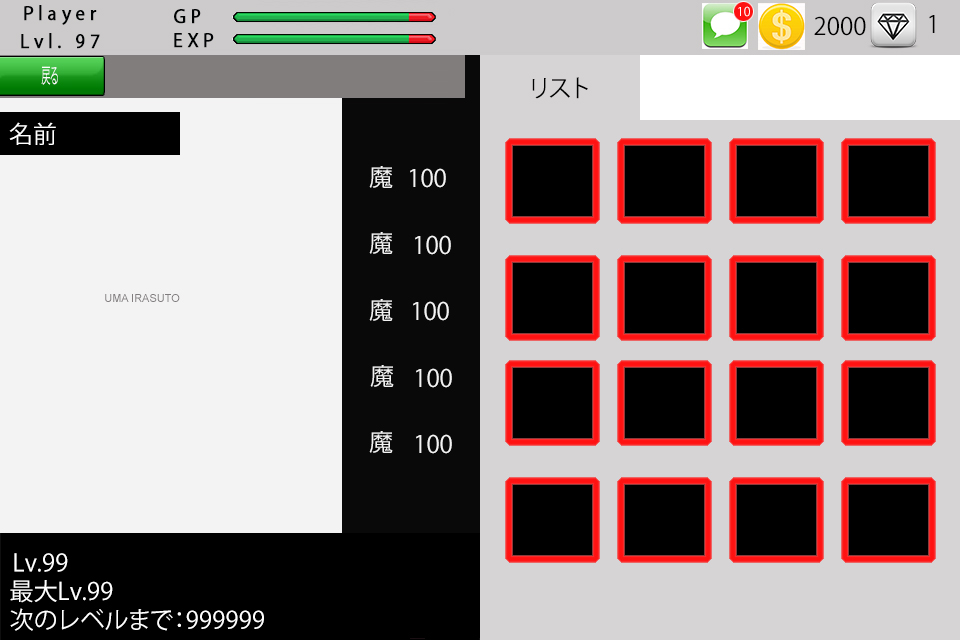 Player
Lvl. 97
GP
EXP
10
$
2000
1
戻る
名前
UMA IRASUTO
魔 100
魔 100
魔 100
魔 100
魔 100
Lv.99
最大Lv.99
次のレベルまで：999999
リスト